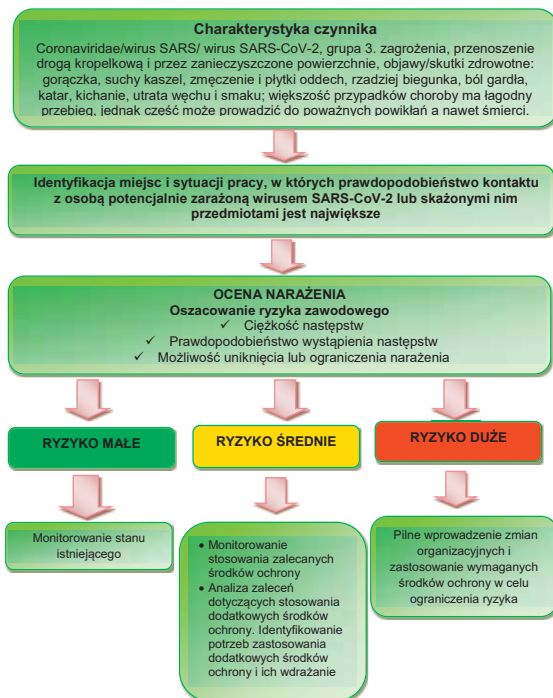 Charakterystyka czynnika
Coronaviridae/wirus SARS/ wirus SARS-CoV-2, grupa 3. zagrożenia, przenoszenie
drogą kropelkową i przez zanieczyszczone powierzchnie, objawy/skutki zdrowotne:
gorączka, suchy kaszel, zmęczenie i płytki oddech, rzadziej biegunka, ból gardła,
katar, kichanie, utrata węchu i smaku; większość przypadków choroby ma łagodny
przebieg, jednak część może prowadzić do poważnych powikłań a nawet śmierci.
Identyfikacja miejsc i sytuacji pracy, w których prawdopodobieństwo kontaktu
z osobą potencjalnie zarażoną wirusem SARS-CoV-2 lub skażonymi nim
przedmiotami jest największe
OCENA NARAŻENIA
Oszacowanie ryzyka zawodowego
✓ Ciężkość następstw
✓ Prawdopodobieństwo wystąpienia następstw
✓ Możliwość uniknięcia lub ograniczenia narażenia
RYZYKO MAŁE
RYZYKO ŚREDNIE
RYZYKO DUŻE
Monitorowanie stanu
istniejącego
• Monitorowanie
stosowania zalecanych
środków ochrony
• Analiza zaleceń
dotyczących stosowania
dodatkowych środków
ochrony. Identyfikowanie
potrzeb zastosowania
dodatkowych środków
ochrony i ich wdrażanie
Pilne wprowadzenie zmian
organizacyjnych i
zastosowanie wymaganych
środków ochrony w celu
ograniczenia ryzyka